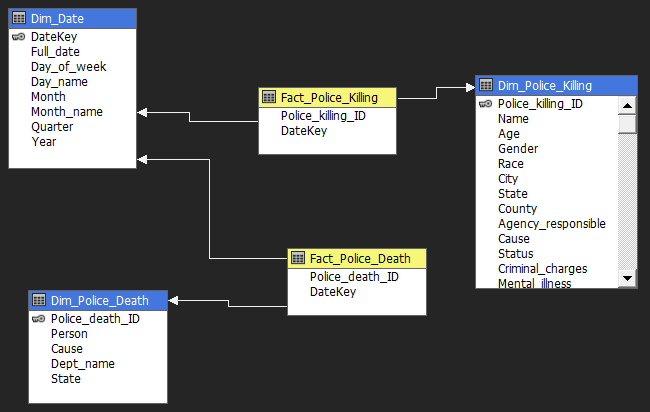 Dim_Date
DateKey
Full_date
Day_of_week
Day_name
Month
Month_name
Quarter
Year
Fact_Police_Killing
Police_killing_ID
DateKey
Dim_Police_Killing
Police_killing_ID
Name
Age
Gender
Race
City
State
County
Agency_responsible
Cause
Status
Criminal_charges
Mental_illness
Fact_Police_Death
Police_death_ID
DateKey
Dim_Police_Death
Police_death_ID
Person
Cause
Dept_name
State